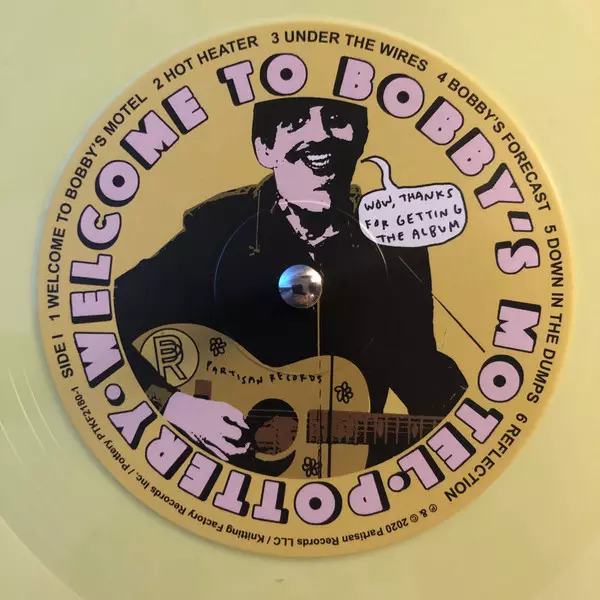 SIDE I 1 WELCOME TO BOBBY'S MOTEL 2 HOT HEATER 3 UNDER THE WIRES 4 BOBBY'S FORECAST 5 DOWN IN THE DUMPS 6 REFLECTION
WELCOME TO BOBBY'S MOTEL • POTTERY •
WOW, THANKS
FOR GETTING
THE ALBUM
PR
PARTISAN RECORDS
℗ & © 2020 Partisan Records LLC / Knitting Factory Records Inc. / Pottery PTKF2180-1